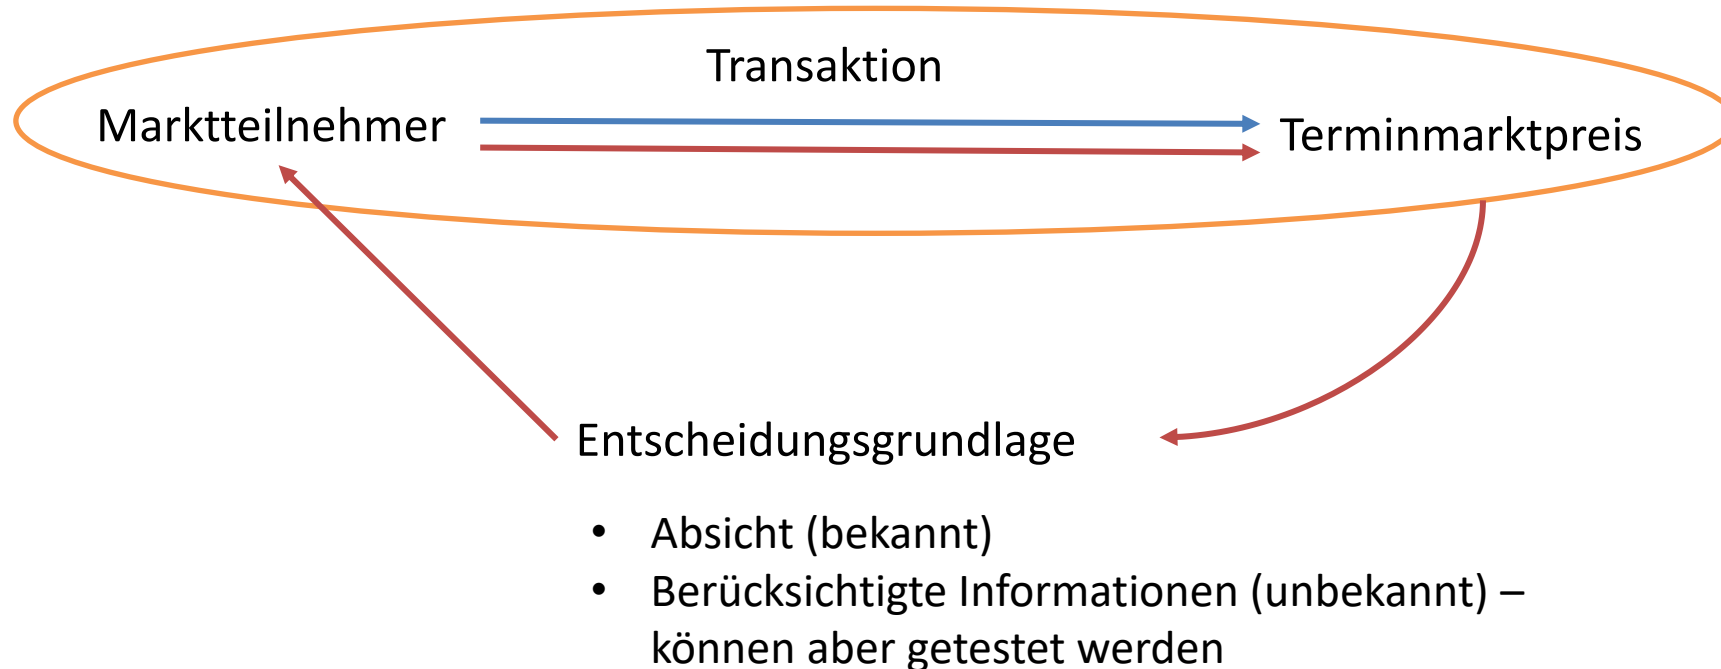 Transaktion
Marktteilnehmer
Terminmarktpreis
Entscheidungsgrundlage
• Absicht (bekannt)
• Berücksichtigte Informationen (unbekannt) –
können aber getestet werden